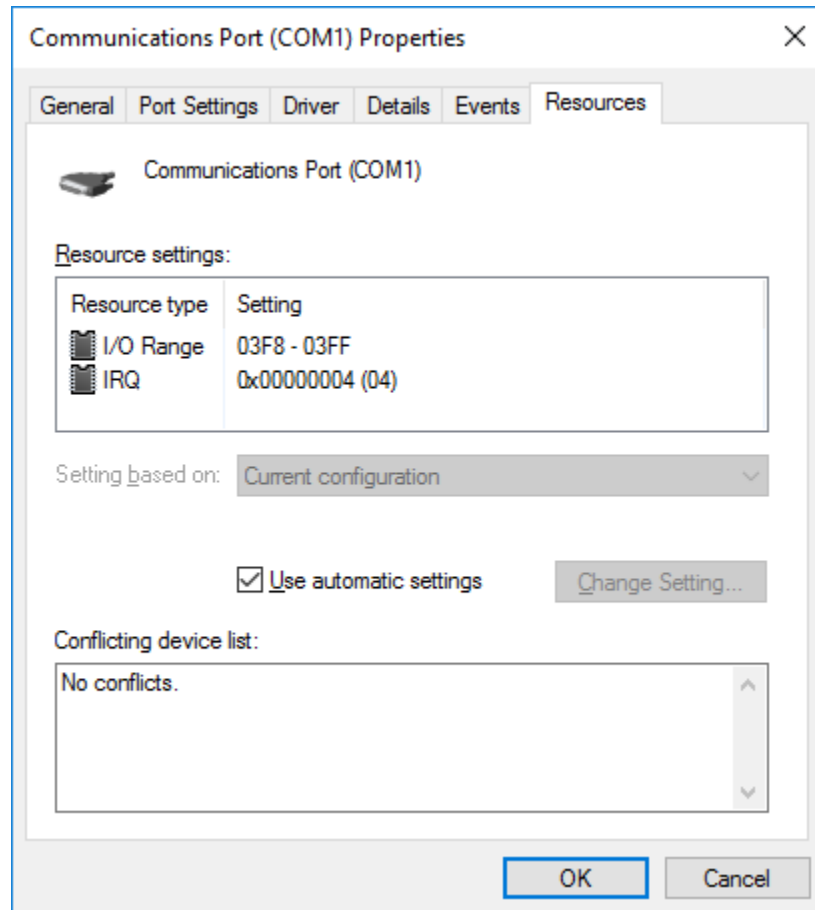 Communications Port (COM1) Properties
General Port Settings Driver Details Events Resources
Communications Port (COM1)
Resource settings:
Resource type Setting
I/O Range 03F8 - 03FF
IRQ 0x00000004 (04)
Setting based on: Current configuration
Use automatic settings Change Setting...
Conflicting device list:
No conflicts.
OK Cancel